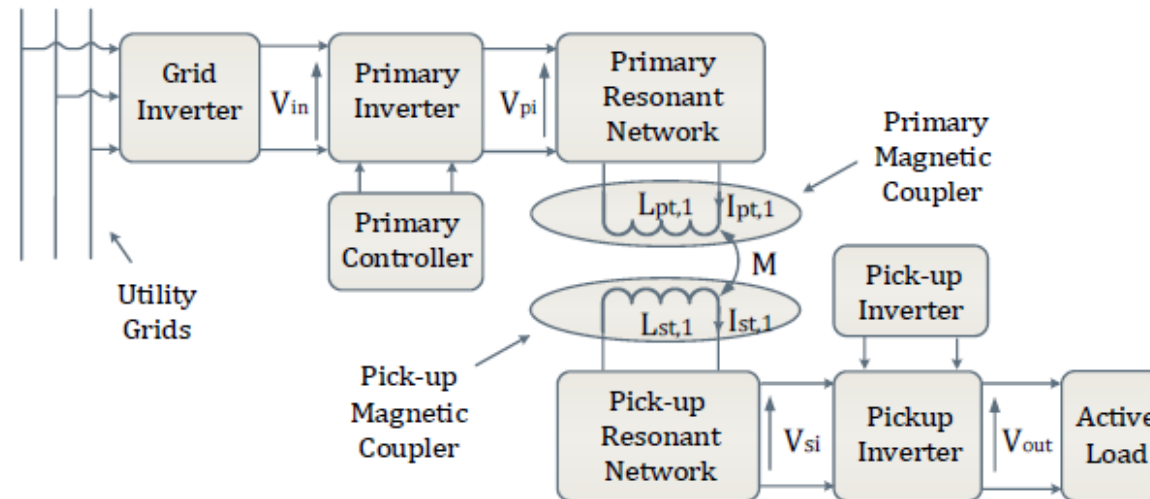 Grid
Inverter
Vin
Primary
Inverter
Vpi
Primary
Resonant
Network
Primary
Magnetic
Coupler
Primary
Controller
Lpt,1
Ipt,1
M
Utility
Grids
Lst,1
Ist,1
Pick-up
Inverter
Pick-up
Magnetic
Coupler
Pick-up
Resonant
Network
Vsi
Pickup
Inverter
Vout
Active
Load